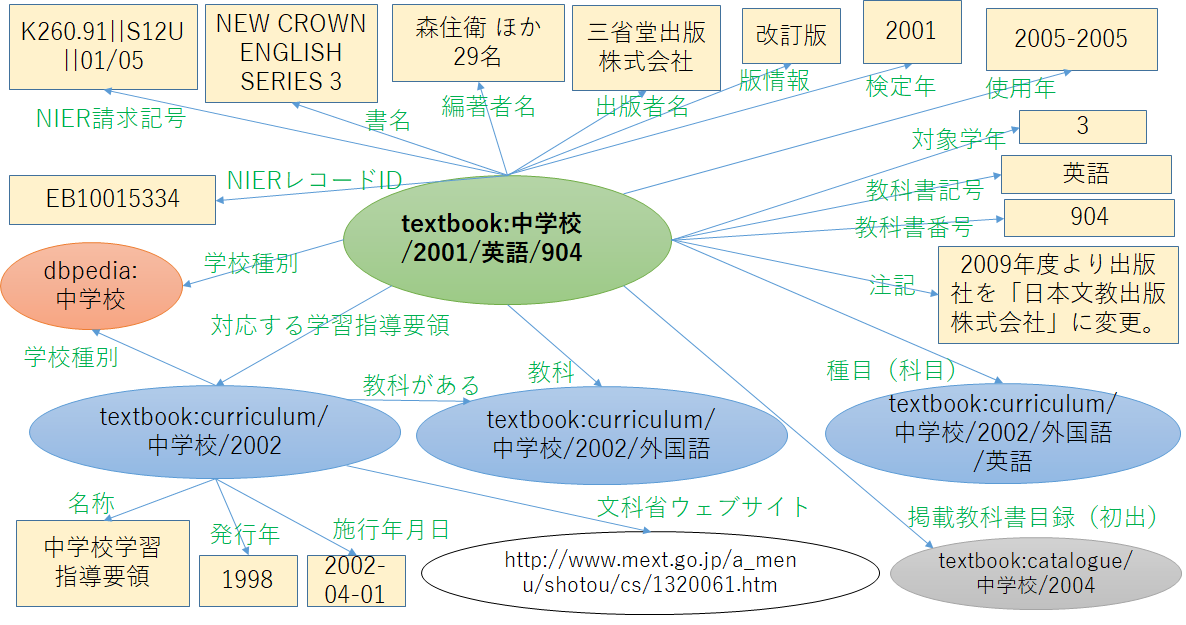 K260.91||S12U
||01/05
NEW CROWN
ENGLISH
SERIES 3
森住衛 ほか
29名
三省堂出版
株式会社
改訂版
2001
2005-2005
NIER請求記号
書名
編著者名
出版者名
版情報
検定年
使用年
対象学年
3
教科書記号
英語
教科書番号
904
NIERレコードID
EB10015334
textbook:中学校
/2001/英語/904
学校種別
dbpedia:
中学校
注記
2009年度より出版
社を「日本文教出版
株式会社」に変更。
対応する学習指導要領
学校種別
教科がある
教科
種目（科目）
textbook:curriculum/
中学校/2002
textbook:curriculum/
中学校/2002/外国語
textbook:curriculum/
中学校/2002/外国語
/英語
名称
発行年
施行年月日
文科省ウェブサイト
掲載教科書目録（初出）
中学校学習
指導要領
1998
2002-
04-01
http://www.mext.go.jp/a_men
u/shotou/cs/1320061.htm
textbook:catalogue/
中学校/2004